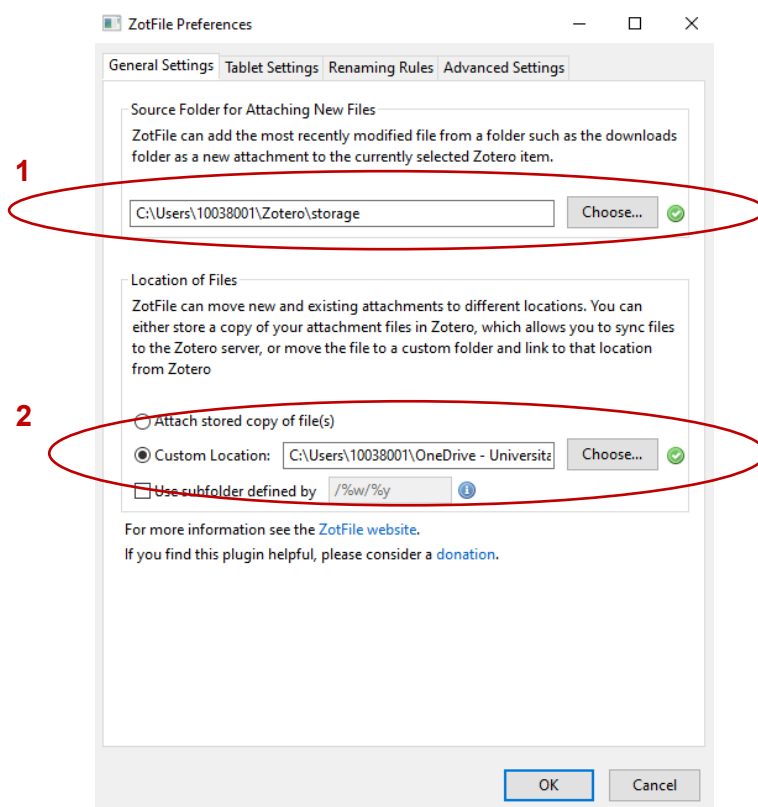 ZotFile Preferences
General Settings Tablet Settings Renaming Rules Advanced Settings
Source Folder for Attaching New Files
ZotFile can add the most recently modified file from a folder such as the downloads
folder as a new attachment to the currently selected Zotero item.
1
C:\Users\10038001\Zotero\storage Choose...
Location of Files
ZotFile can move new and existing attachments to different locations. You can
either store a copy of your attachment files in Zotero, which allows you to sync files
to the Zotero server, or move the file to a custom folder and link to that location
from Zotero
2
Attach stored copy of file(s)
Custom Location: C:\Users\10038001\OneDrive - Universita Choose...
Use subfolder defined by /%w/%y
For more information see the ZotFile website.
If you find this plugin helpful, please consider a donation.
OK Cancel